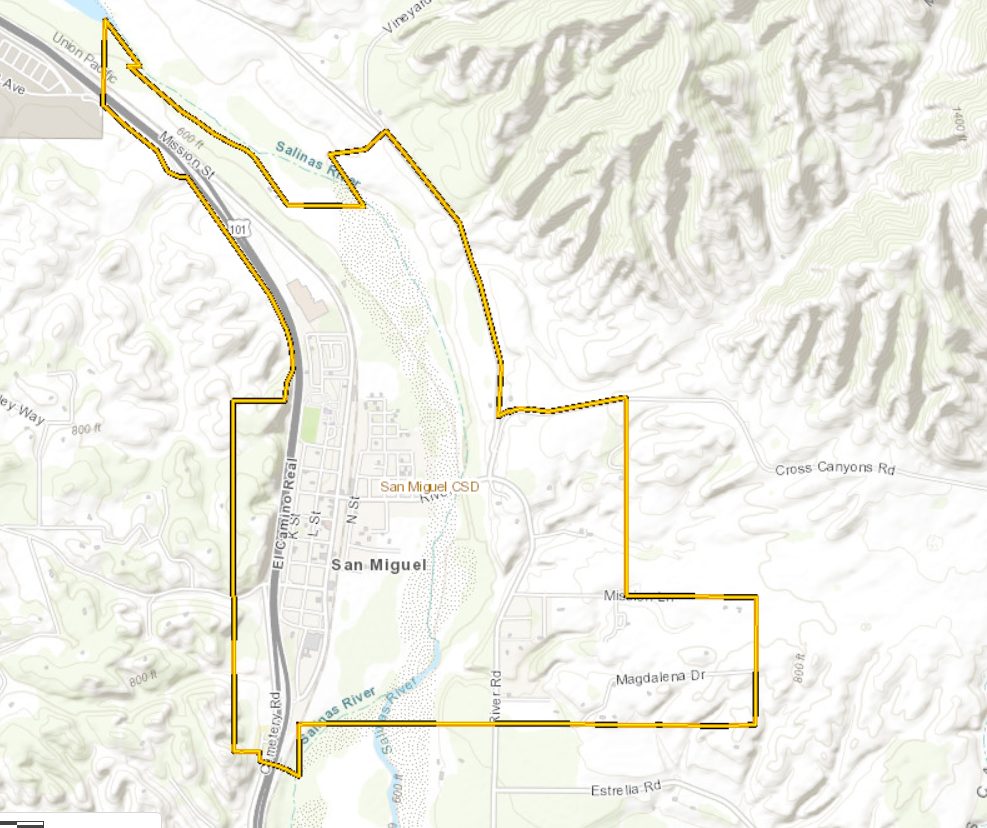 Vineyard
Union Pacific
Ave
600 ft
Mission St
Salinas River
1400 ft
101
ley Way
800 ft
Cross Canyons Rd
San Miguel CSD
El Camino Real
K St
L St
N St
San Miguel
Mission Ln
Magdalena Dr
800 ft
800 ft
River Rd
Cemetery Rd
Salinas River
Salinas River
600 ft
Estrella Rd